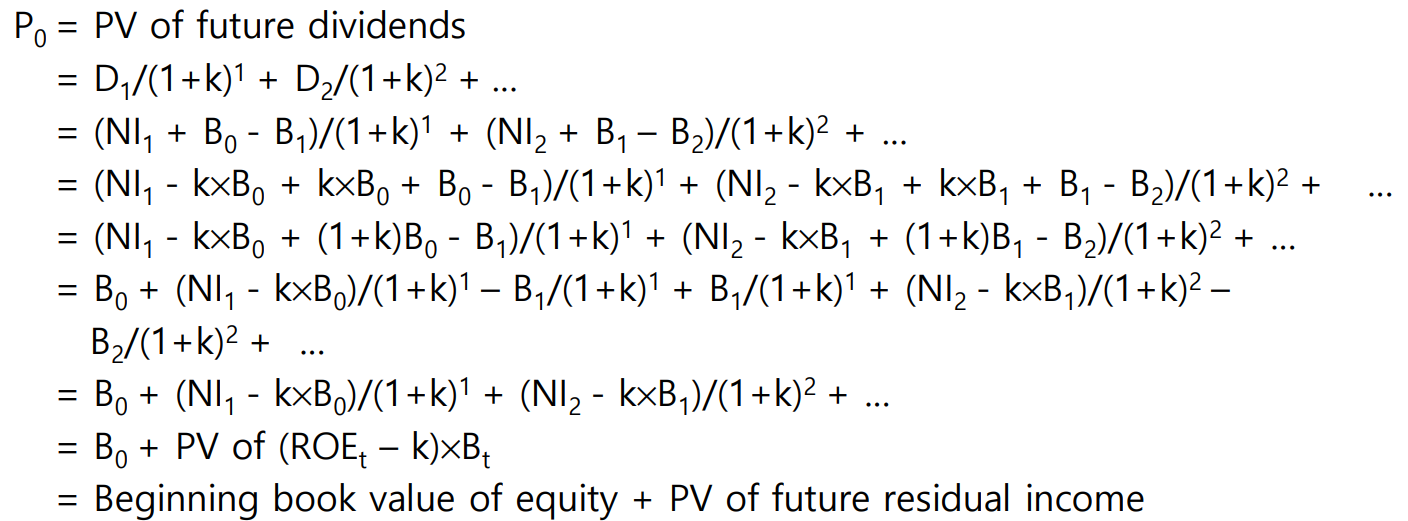 P₀ = PV of future dividends
= D₁/(1+k)¹ + D₂/(1+k)² + ...
= (NI₁ + B₀ - B₁)/(1+k)¹ + (NI₂ + B₁ – B₂)/(1+k)² + ...
= (NI₁ - k×B₀ + k×B₀ + B₀ - B₁)/(1+k)¹ + (NI₂ - k×B₁ + k×B₁ + B₁ - B₂)/(1+k)² + ...
= (NI₁ - k×B₀ + (1+k)B₀ - B₁)/(1+k)¹ + (NI₂ - k×B₁ + (1+k)B₁ - B₂)/(1+k)² + ...
= B₀ + (NI₁ - k×B₀)/(1+k)¹ – B₁/(1+k)¹ + B₁/(1+k)¹ + (NI₂ - k×B₁)/(1+k)² –
B₂/(1+k)² + ...
= B₀ + (NI₁ - k×B₀)/(1+k)¹ + (NI₂ - k×B₁)/(1+k)² + ...
= B₀ + PV of (ROEₜ – k)×Bₜ
= Beginning book value of equity + PV of future residual income